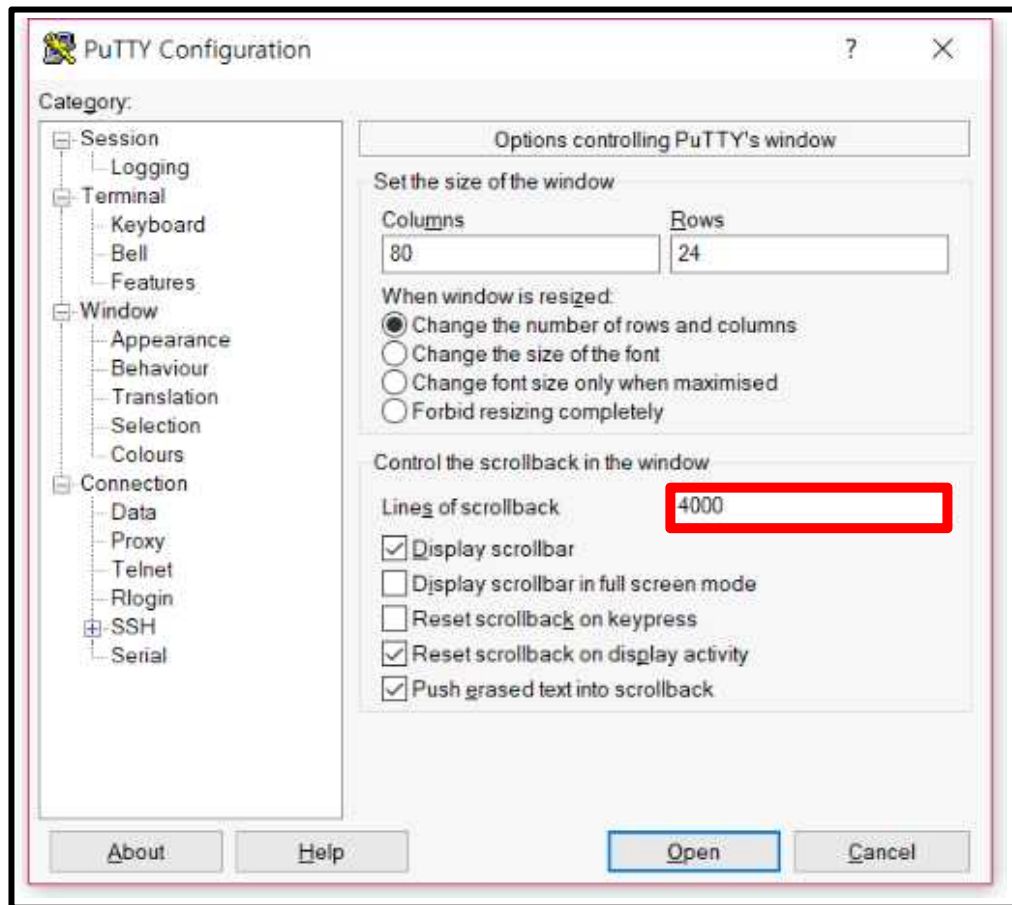 PuTTY Configuration
?
Category:
Session
Logging
Terminal
Keyboard
Bell
Features
Window
Appearance
Behaviour
Translation
Selection
Colours
Connection
Data
Proxy
Telnet
Rlogin
SSH
Serial
Options controlling PuTTY's window
Set the size of the window
Columns Rows
80 24
When window is resized:
Change the number of rows and columns
Change the size of the font
Change font size only when maximised
Forbid resizing completely
Control the scrollback in the window
Lines of scrollback 4000
Display scrollbar
Display scrollbar in full screen mode
Reset scrollback on keypress
Reset scrollback on display activity
Push erased text into scrollback
About Help Open Cancel